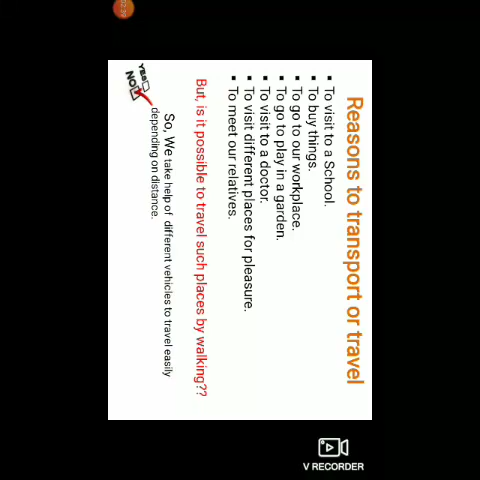 02:59
Reasons to transport or travel
▪ To visit to a School.
▪ To buy things.
▪ To go to our workplace.
▪ To go to play in a garden.
▪ To visit to a doctor.
▪ To visit different places for pleasure.
▪ To meet our relatives.
But, is it possible to travel such places by walking??
YES
NO
So, We take help of different vehicles to travel easily
depending on distance.
V RECORDER